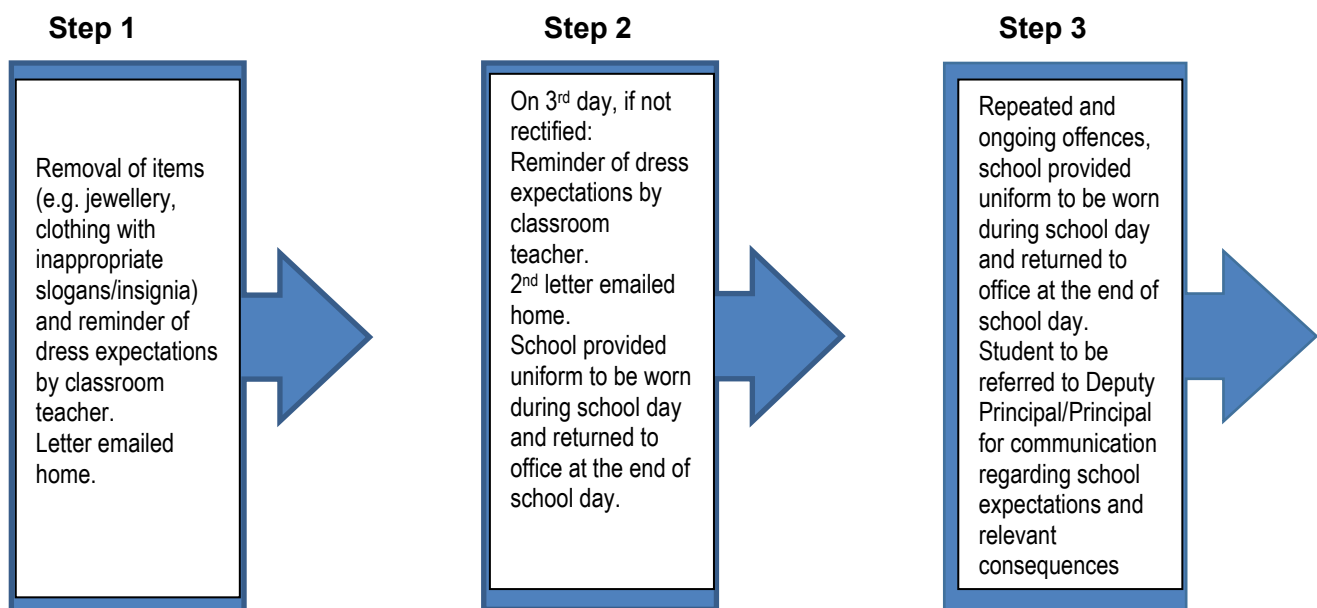 Step 1
Removal of items
(e.g. jewellery,
clothing with
inappropriate
slogans/insignia)
and reminder of
dress expectations
by classroom
teacher.
Letter emailed
home.
Step 2
On 3rd day, if not
rectified:
Reminder of dress
expectations by
classroom
teacher.
2nd letter emailed
home.
School provided
uniform to be worn
during school day
and returned to
office at the end of
school day.
Step 3
Repeated and
ongoing offences,
school provided
uniform to be worn
during school day
and returned to
office at the end of
school day.
Student to be
referred to Deputy
Principal/Principal
for communication
regarding school
expectations and
relevant
consequences